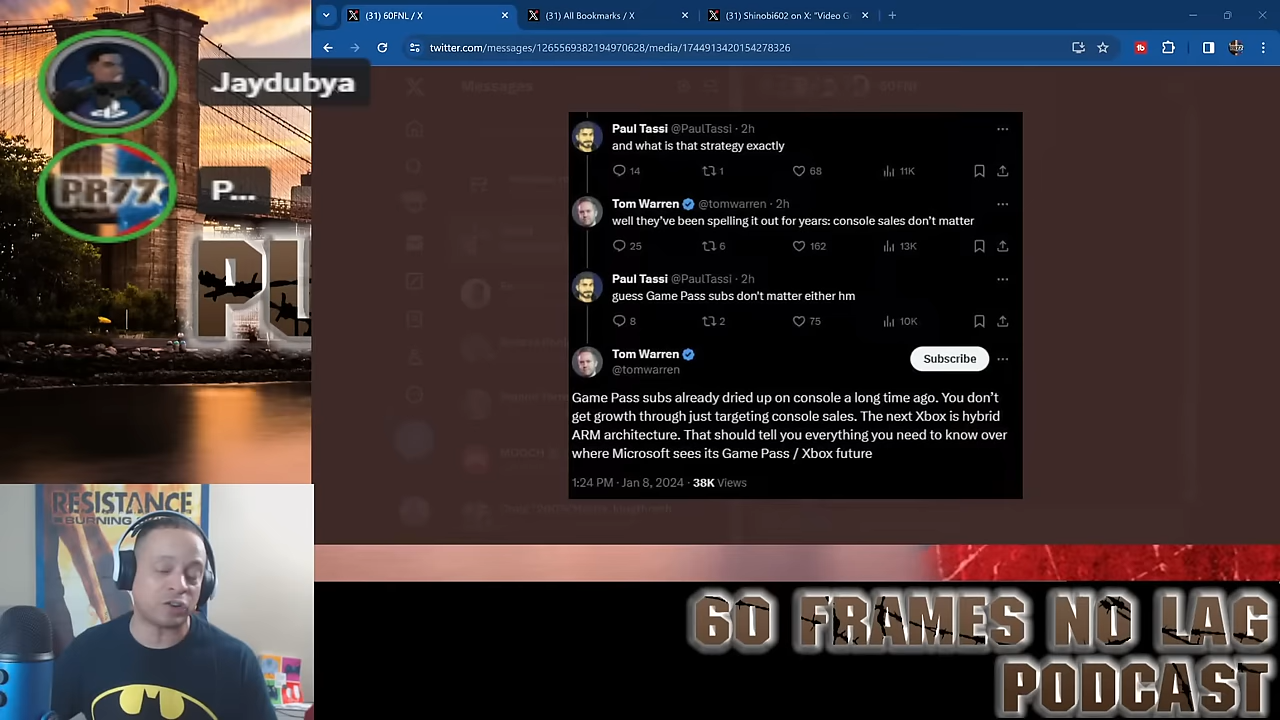 (31) 60FNL / X
(31) All Bookmarks / X
(31) Shinobi602 on X: "Video G
twitter.com/messages/1265569382194970628/media/1744913420154278326
Jaydubya
PR77
P...
Messages
Paul Tassi @PaulTassi · 2h
and what is that strategy exactly
14 1 68 11K
Tom Warren @tomwarren · 2h
well they've been spelling it out for years: console sales don't matter
25 6 162 13K
Paul Tassi @PaulTassi · 2h
guess Game Pass subs don't matter either hm
8 2 75 10K
Tom Warren
@tomwarren
Subscribe
Game Pass subs already dried up on console a long time ago. You don't
get growth through just targeting console sales. The next Xbox is hybrid
ARM architecture. That should tell you everything you need to know over
where Microsoft sees its Game Pass / Xbox future
1:24 PM · Jan 8, 2024 · 38K Views
RESISTANCE
60 FRAMES NO LAG
PODCAST